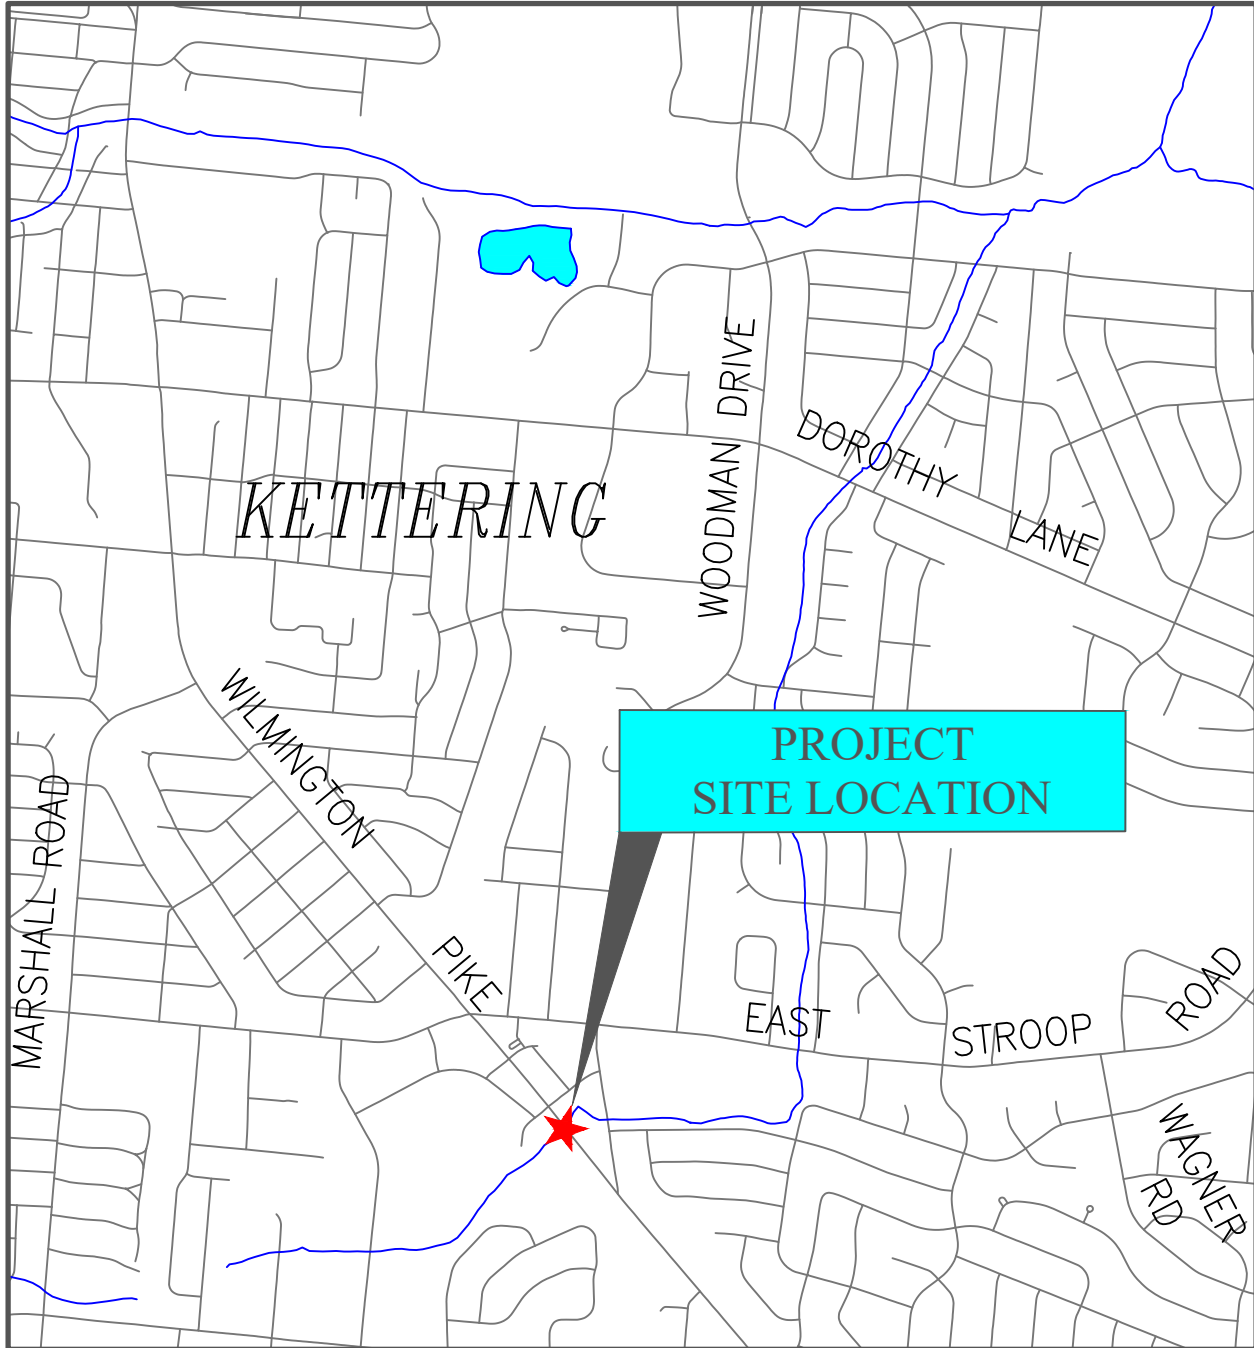 WOODMAN DRIVE
DOROTHY
LANE
KETTERING
WILMINGTON
PIKE
PROJECT
SITE LOCATION
MARSHALL ROAD
EAST
STROOP
ROAD
WAGNER
RD